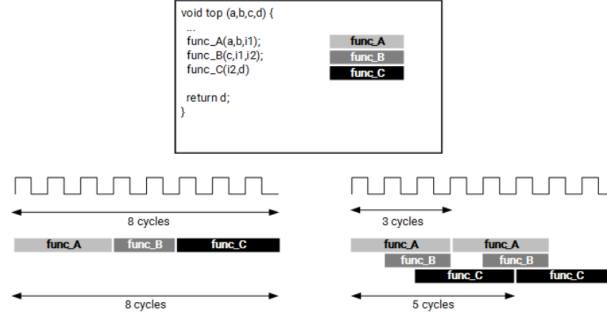 void top (a,b,c,d) {
...
func_A(a,b,i1);
func_B(c,i1,i2);
func_C(i2,d)
return d;
}
func_A
func_B
func_C
8 cycles
func_A func_B func_C
8 cycles
3 cycles
func_A func_A
func_B func_B
func_C func_C
5 cycles